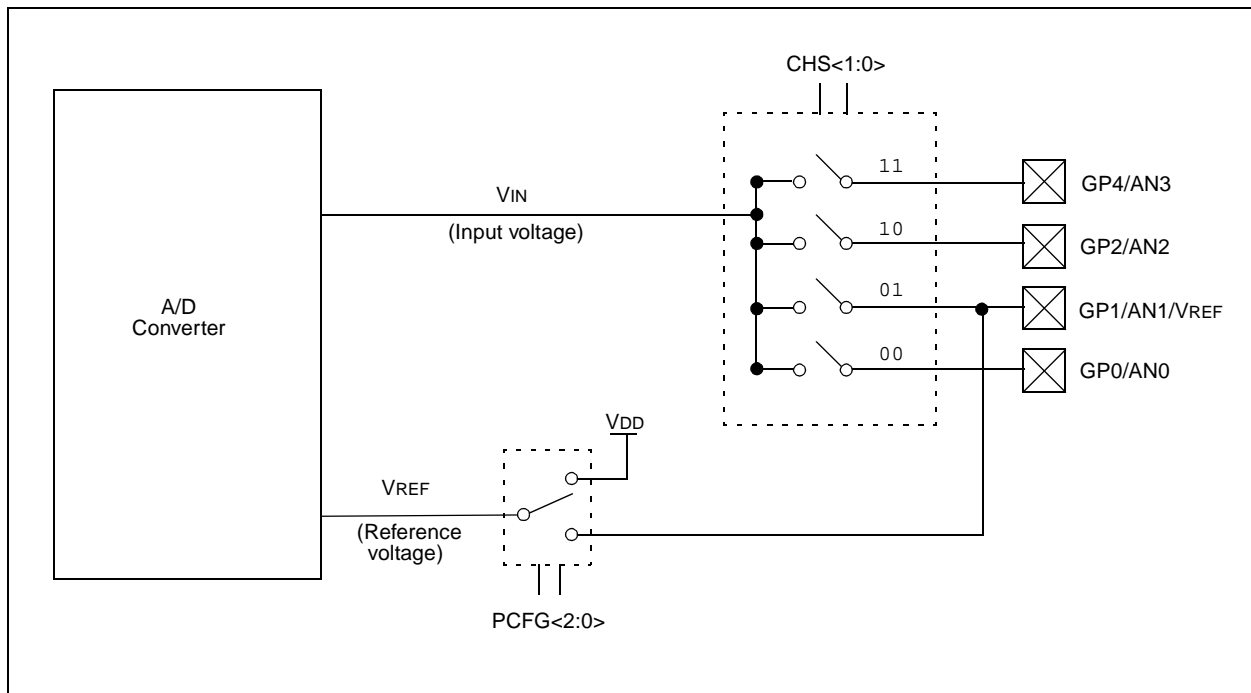 CHS<1:0>
A/D
Converter
VIN
(Input voltage)
11
GP4/AN3
10
GP2/AN2
01
GP1/AN1/VREF
00
GP0/AN0
VDD
VREF
(Reference
voltage)
PCFG<2:0>